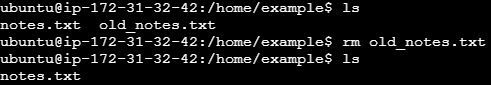 ubuntu@ip-172-31-32-42:/home/example$ ls
notes.txt  old_notes.txt
ubuntu@ip-172-31-32-42:/home/example$ rm old_notes.txt
ubuntu@ip-172-31-32-42:/home/example$ ls
notes.txt